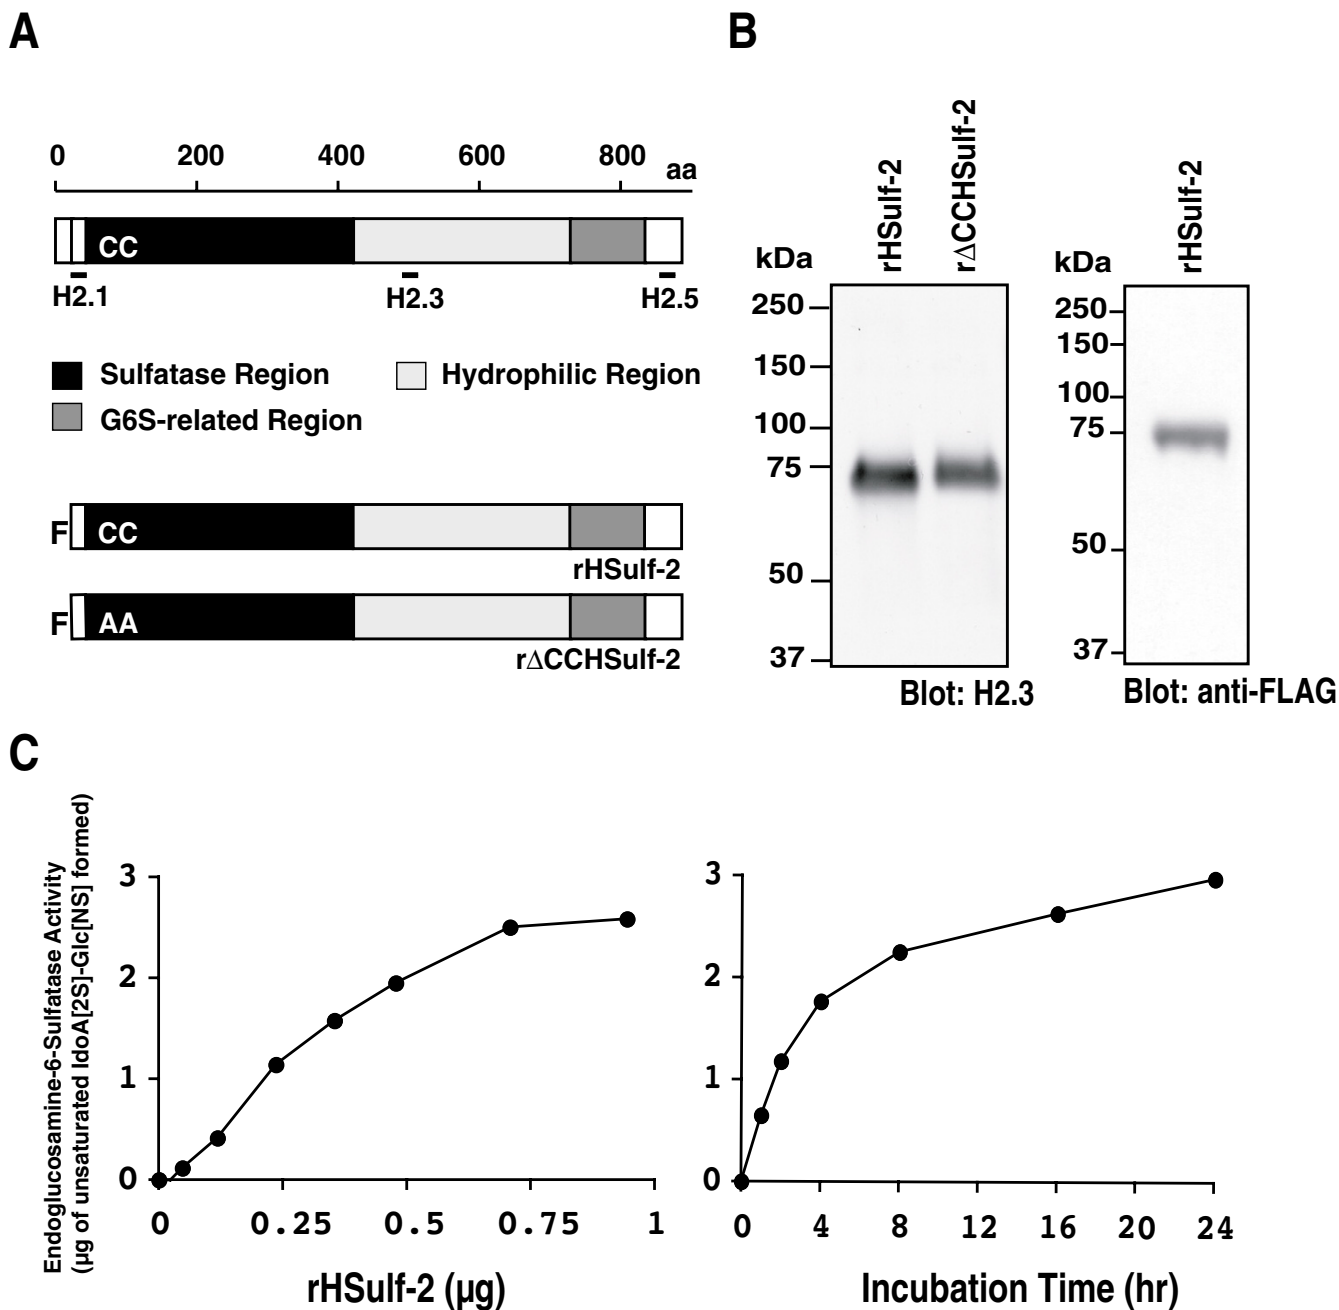 A
0 200 400 600 800 aa
CC
H2.1 H2.3 H2.5
Sulfatase Region
Hydrophilic Region
G6S-related Region
F CC
rHSulf-2
F AA
r∆CCHSulf-2
B
rHSulf-2
r∆CCHSulf-2
kDa
250
150
100
75
50
37
Blot: H2.3
rHSulf-2
kDa
250
150
100
75
50
37
Blot: anti-FLAG
C
Endoglucosamine-6-Sulfatase Activity
(µg of unsaturated IdoA[2S]-Glc[NS] formed)
3
2
1
0
0 0.25 0.5 0.75 1
rHSulf-2 (µg)
3
2
1
0
0 4 8 12 16 20 24
Incubation Time (hr)